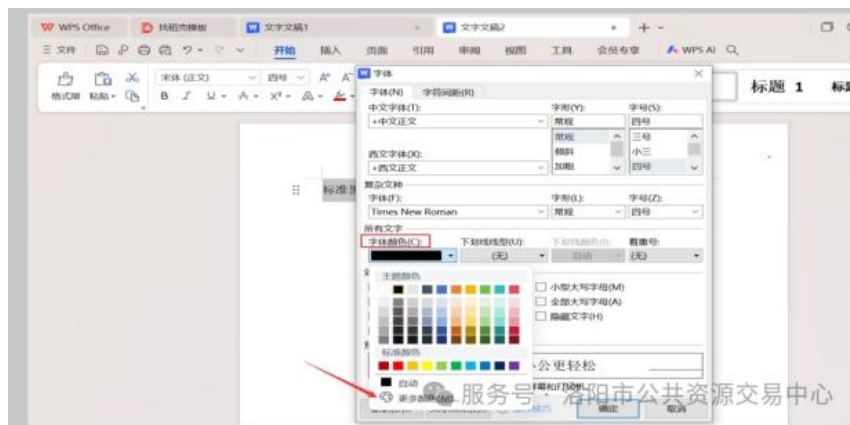 WPS Office 找稻壳模板 文字文稿1 文字文稿2 +
三 文件 开始 插入 页面 引用 审阅 视图 工具 会员专享 WPS AI
格式刷 粘贴 宋体 (正文) 四号 A⁺ 标题 1
B I U A X² A
字体
字体(N) 字符间距(R)
中文字体(T): 字形(Y): 字号(S):
+中文正文 常规 四号
常规 三号
倾斜 小三
西文字体(X):
+西文正文 加粗 四号
复杂文种
字体(F): 字形(L): 字号(Z):
Times New Roman 常规 四号
所有文字
字体颜色(C): 下划线线型(U): 着重号:
(无) 自动 (无)
主题颜色
小型大写字母(M)
全部大写字母(A)
隐藏文字(H)
标准颜色
公更轻松
自动
更多颜色(M)...
服务号 · 洛阳市公共资源交易中心
确定 取消
标准